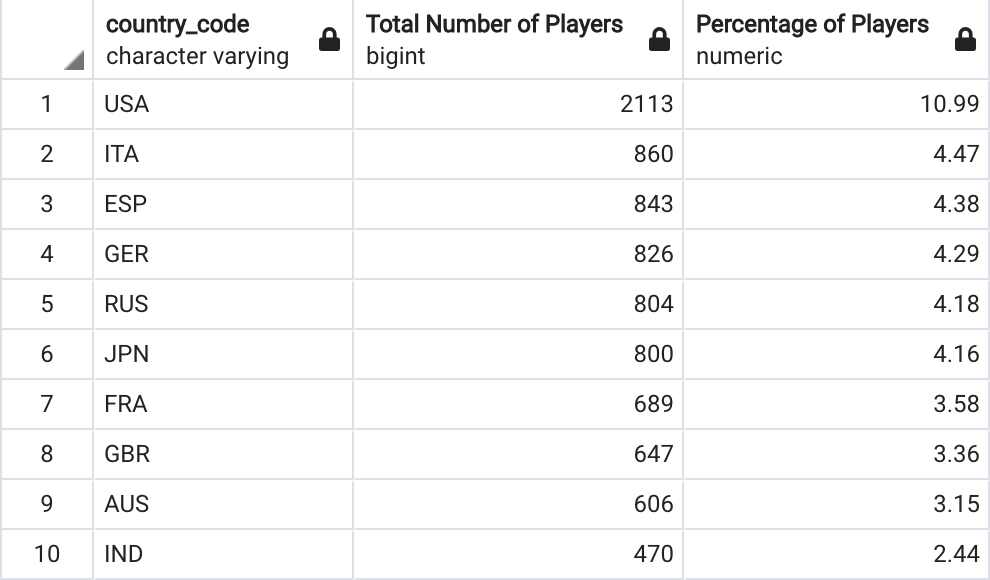 country_code Total Number of Players Percentage of Players
character varying bigint numeric
1 USA 2113 10.99
2 ITA 860 4.47
3 ESP 843 4.38
4 GER 826 4.29
5 RUS 804 4.18
6 JPN 800 4.16
7 FRA 689 3.58
8 GBR 647 3.36
9 AUS 606 3.15
10 IND 470 2.44